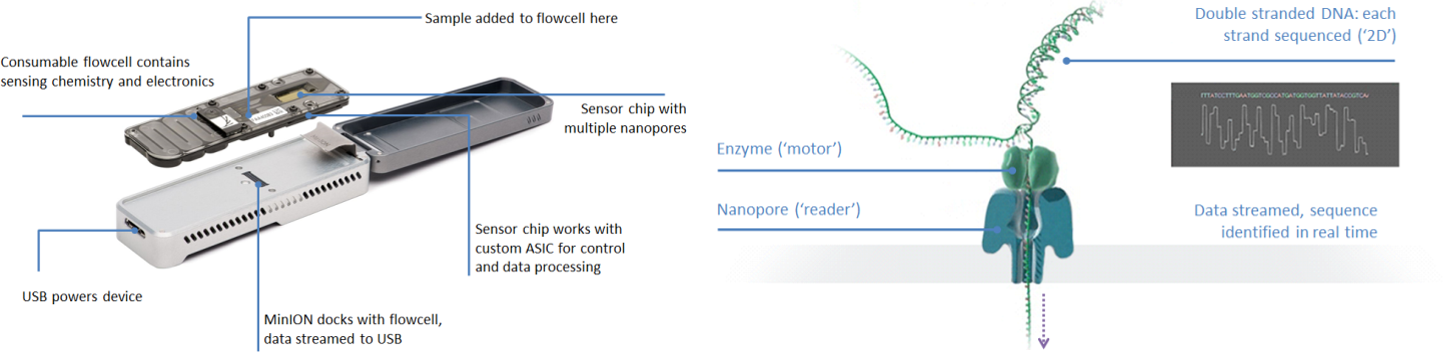 Sample added to flowcell here
Consumable flowcell contains
sensing chemistry and electronics
Sensor chip with
multiple nanopores
Sensor chip works with
custom ASIC for control
and data processing
USB powers device
MinION docks with flowcell,
data streamed to USB
Double stranded DNA: each
strand sequenced (‘2D’)
Enzyme (‘motor’)
Nanopore (‘reader’)
Data streamed, sequence
identified in real time